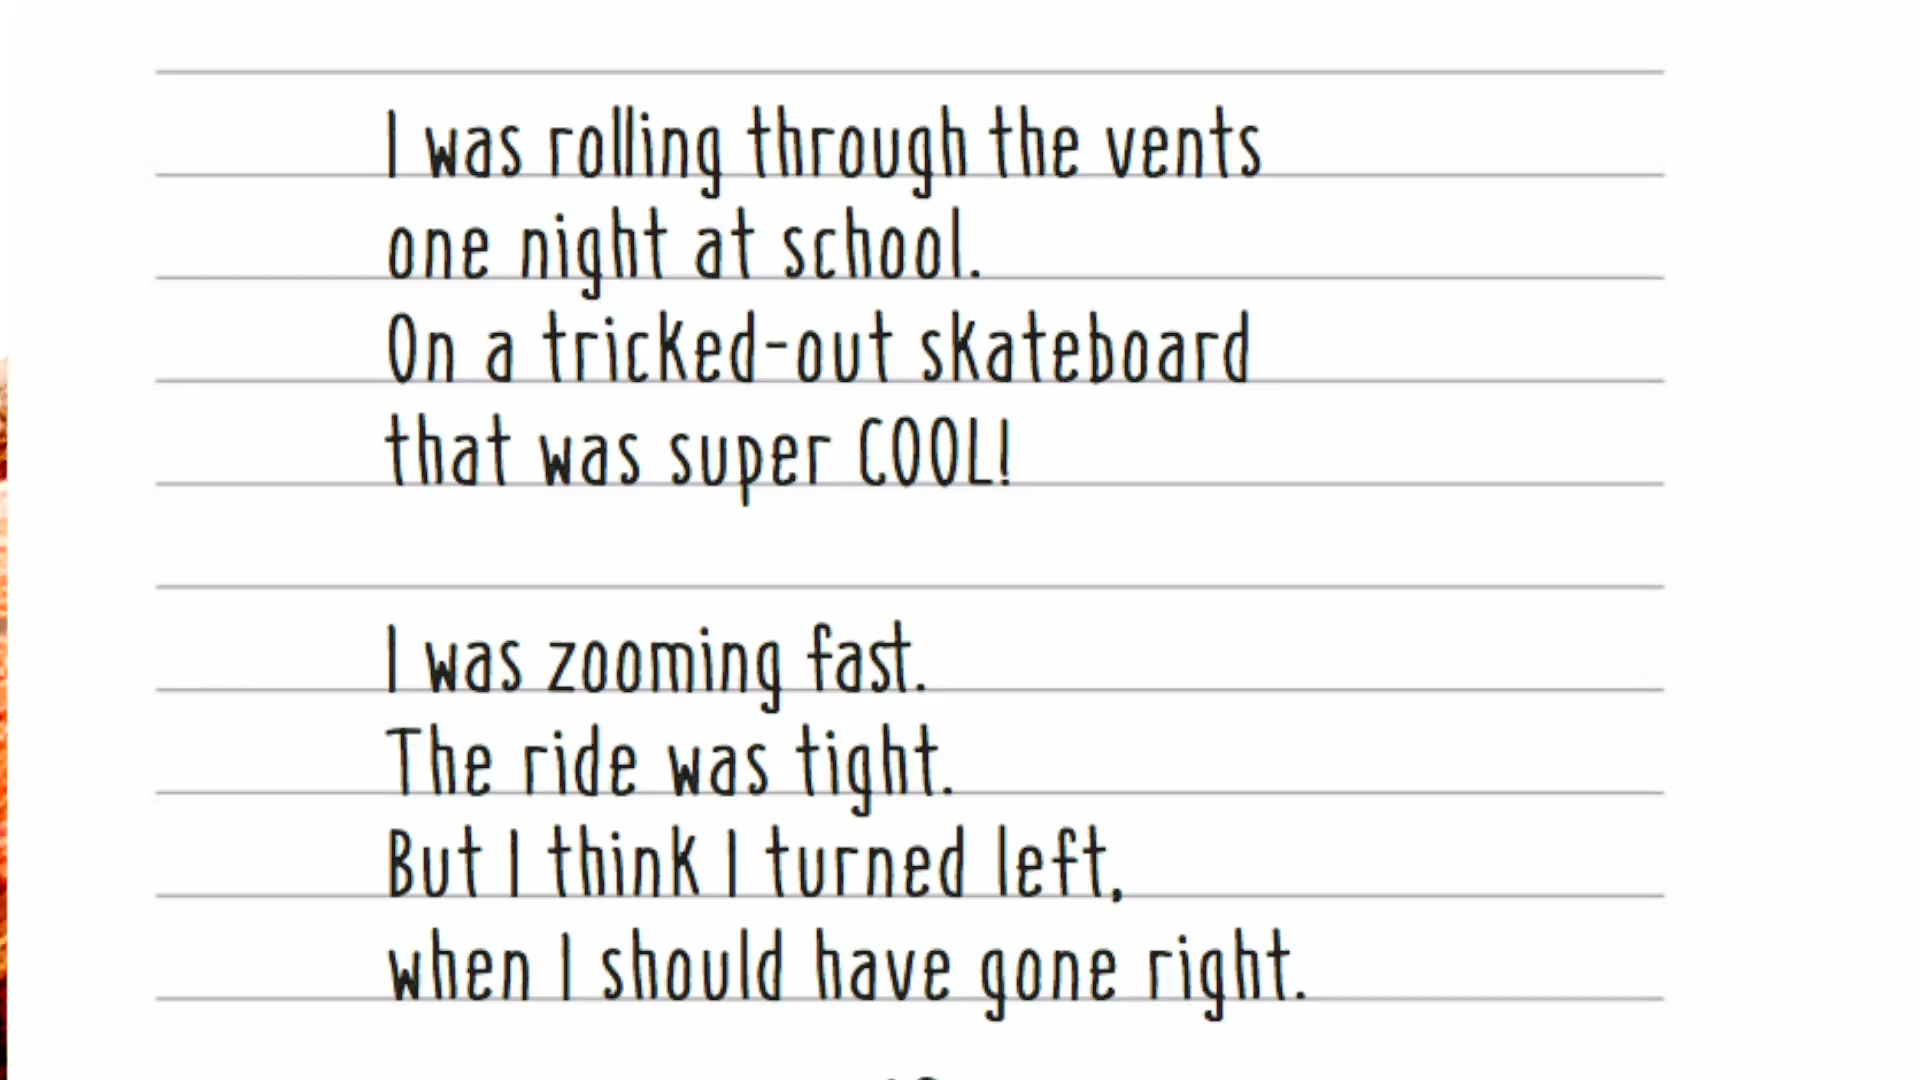 I was rolling through the vents
one night at school.
On a tricked-out skateboard
that was super COOL!
I was zooming fast.
The ride was tight.
But I think I turned left,
when I should have gone right.